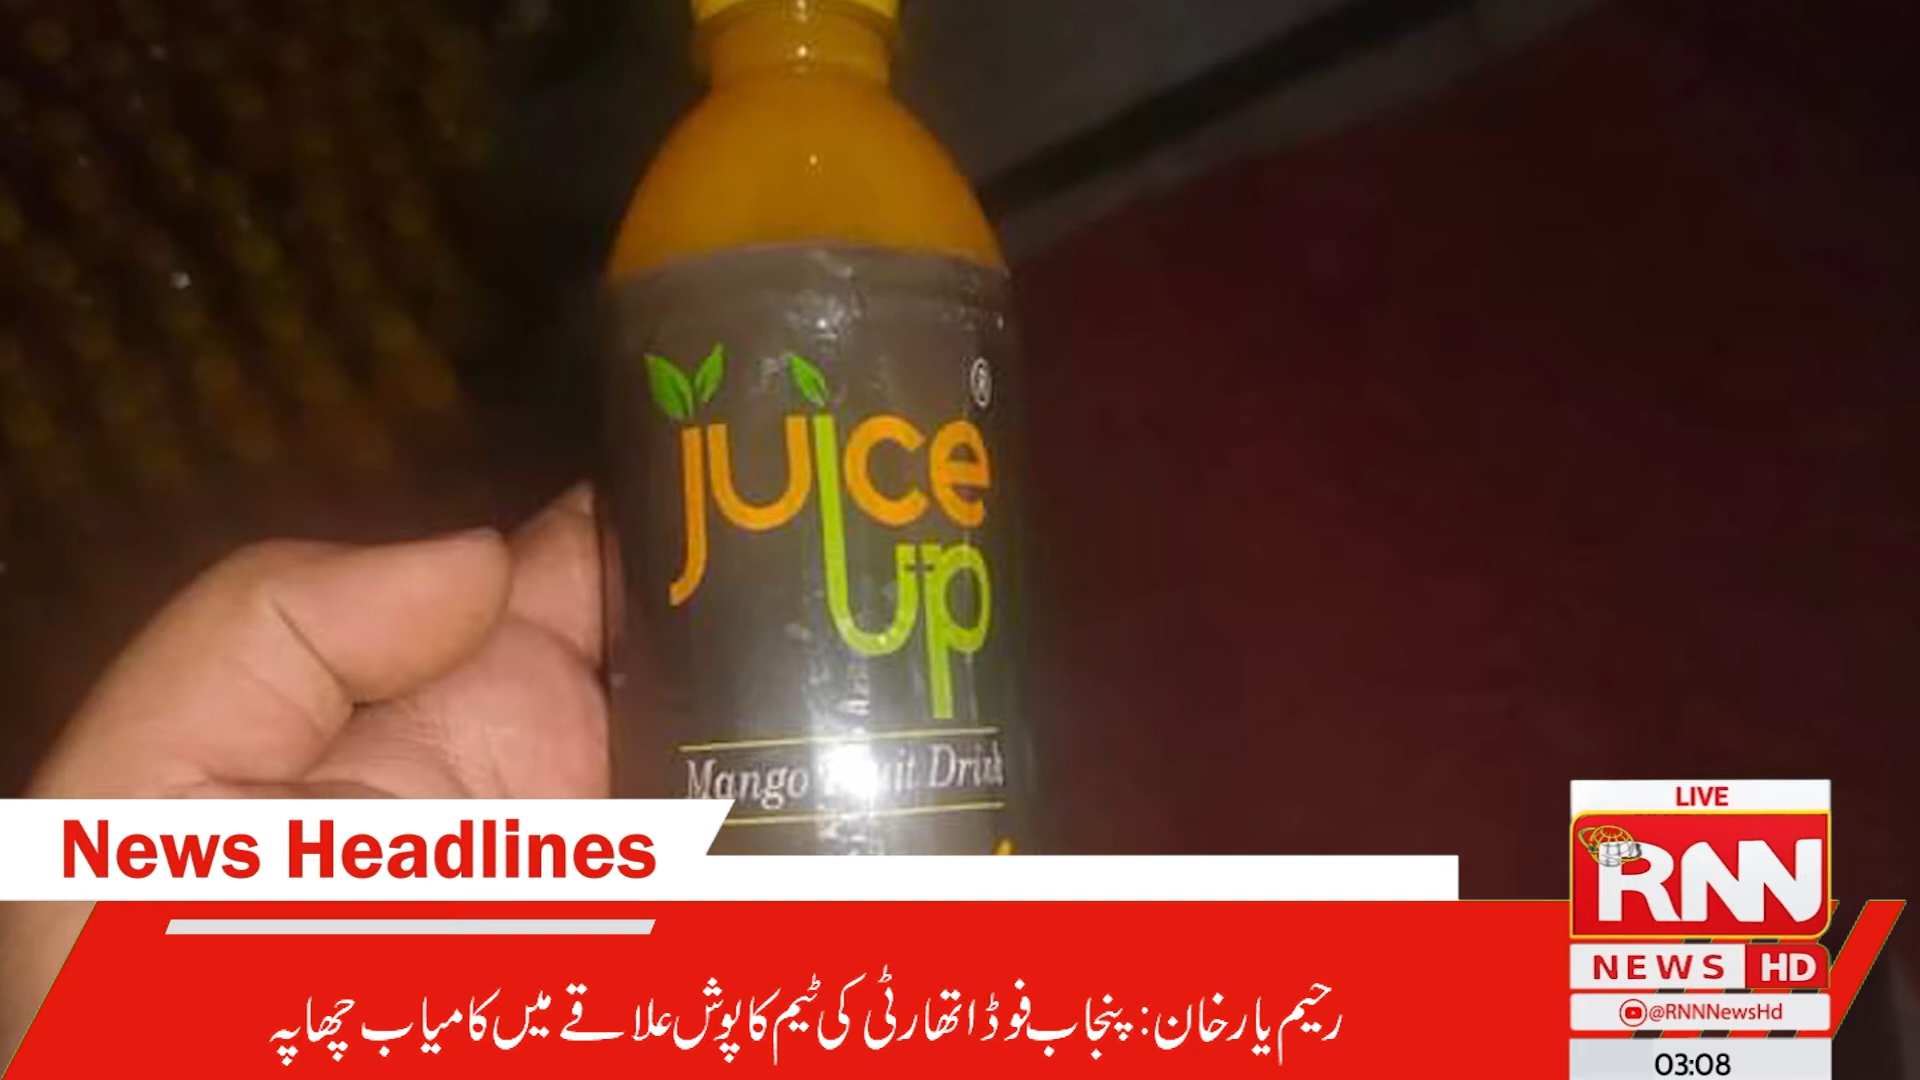 ®
juice
up
Mango Fruit Drink
News Headlines
رحیم یار خان: پنجاب فوڈ اتھارٹی کی ٹیم کا پوش علاقے میں کامیاب چھاپہ
LIVE
RNN
NEWS HD
@RNNNewsHd
03:08